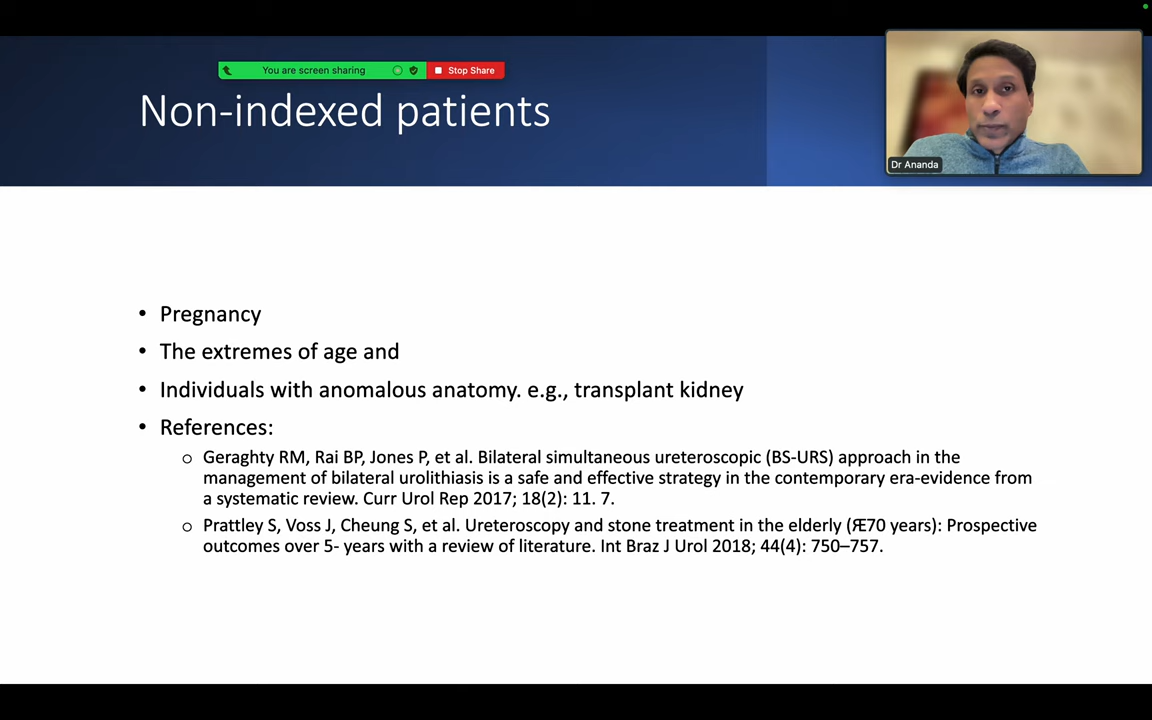 You are screen sharing
Stop Share
Non-indexed patients
Dr Ananda
• Pregnancy
• The extremes of age and
• Individuals with anomalous anatomy. e.g., transplant kidney
• References:
o Geraghty RM, Rai BP, Jones P, et al. Bilateral simultaneous ureteroscopic (BS-URS) approach in the
management of bilateral urolithiasis is a safe and effective strategy in the contemporary era-evidence from
a systematic review. Curr Urol Rep 2017; 18(2): 11. 7.
o Prattley S, Voss J, Cheung S, et al. Ureteroscopy and stone treatment in the elderly (Æ70 years): Prospective
outcomes over 5- years with a review of literature. Int Braz J Urol 2018; 44(4): 750–757.